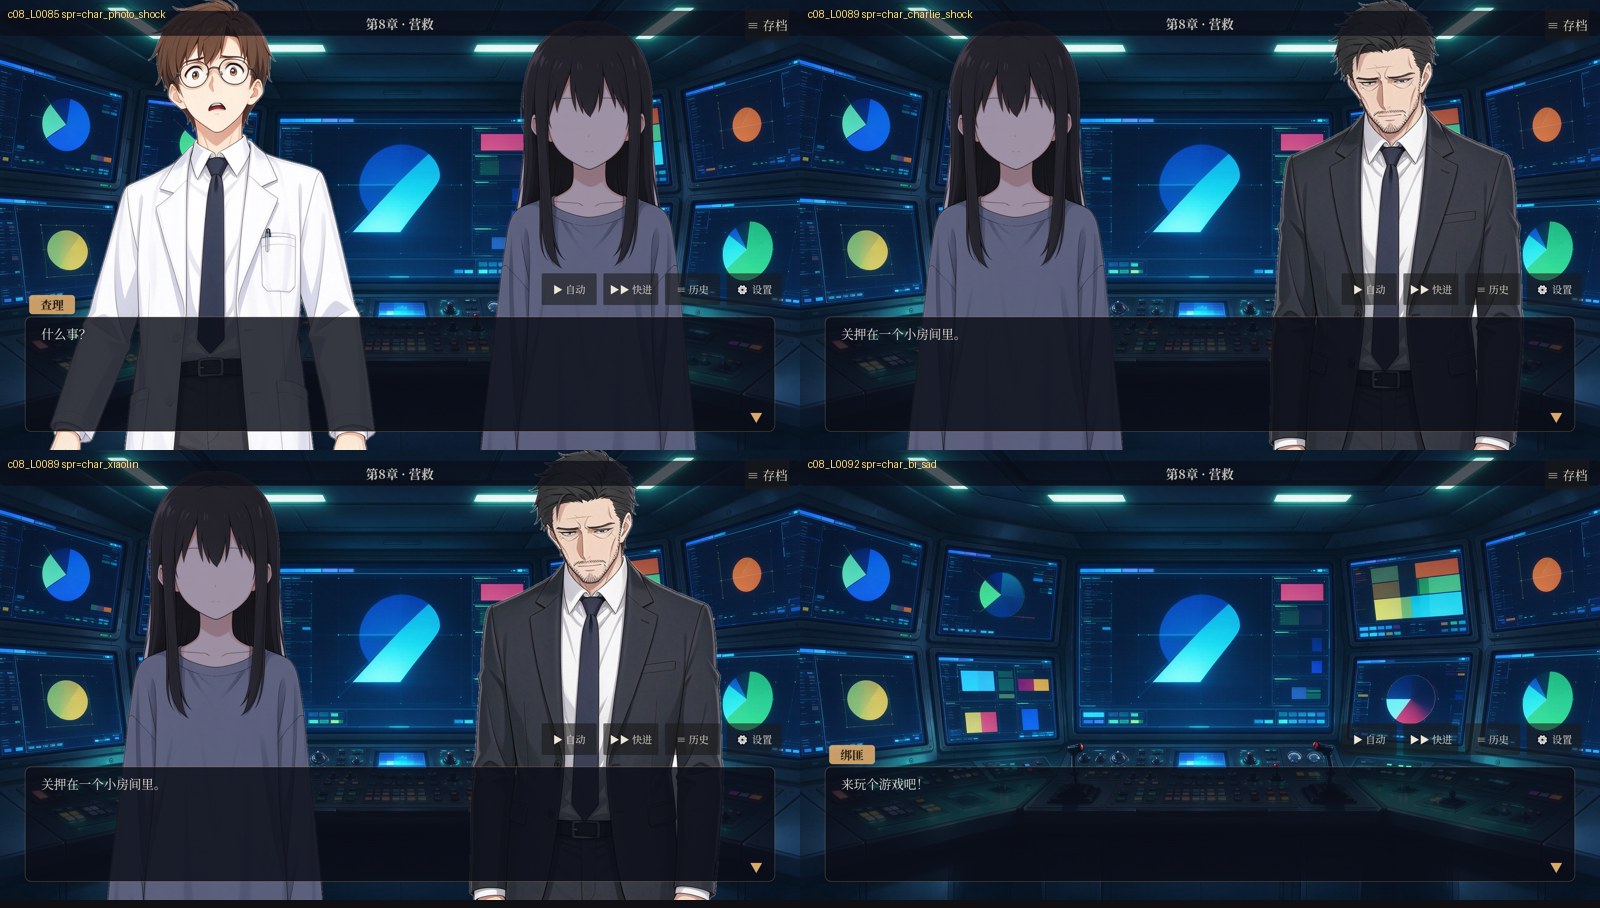 c08_L0085 spr=char_photo_shock
第8章 · 营救
≡ 存档
▶ 自动
▶▶ 快进
≡ 历史
设置
查理
什么事?
c08_L0089 spr=char_charlie_shock
第8章 · 营救
≡ 存档
▶ 自动
▶▶ 快进
≡ 历史
设置
关押在一个小房间里。
c08_L0089 spr=char_xiaolin
第8章 · 营救
≡ 存档
▶ 自动
▶▶ 快进
≡ 历史
设置
关押在一个小房间里。
c08_L0092 spr=char_bi_sad
第8章 · 营救
≡ 存档
▶ 自动
▶▶ 快进
≡ 历史
设置
绑匪
来玩个游戏吧!